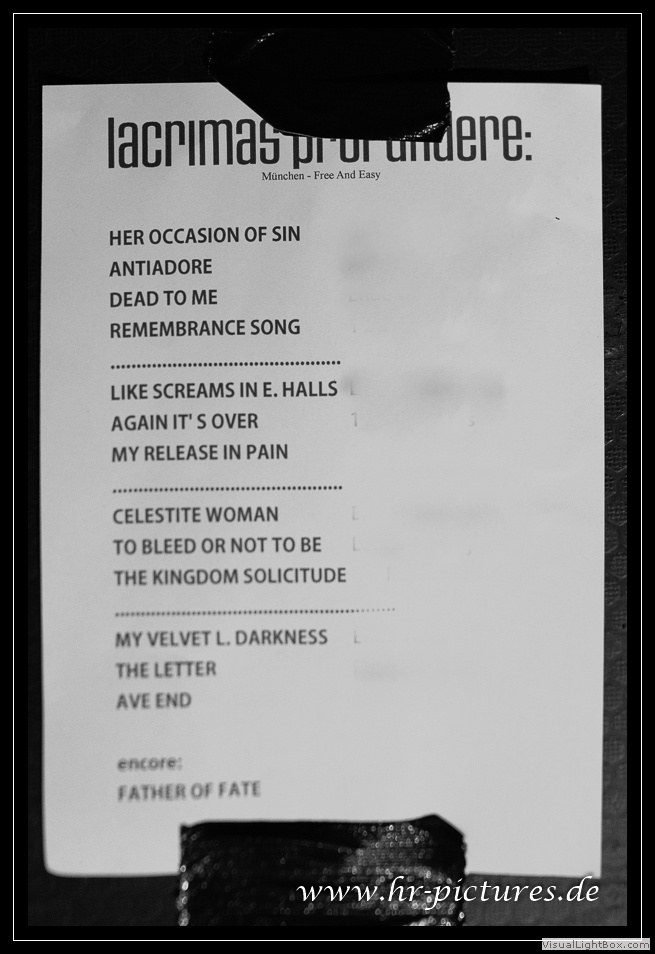 lacrimas profundere:
München - Free And Easy
HER OCCASION OF SIN
ANTIADORE
DEAD TO ME
REMEMBRANCE SONG
............................................
LIKE SCREAMS IN E. HALLS
AGAIN IT' S OVER
MY RELEASE IN PAIN
............................................
CELESTITE WOMAN
TO BLEED OR NOT TO BE
THE KINGDOM SOLICITUDE
......................................................
MY VELVET L. DARKNESS
THE LETTER
AVE END
encore:
FATHER OF FATE
www.hr-pictures.de
VisualLightBox.com